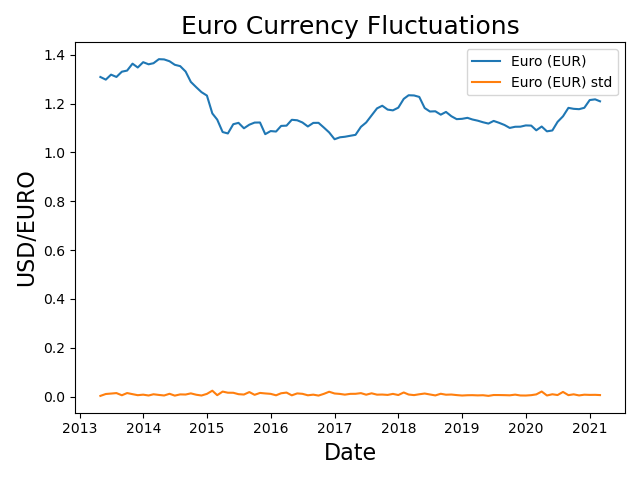 Euro Currency Fluctuations
Euro (EUR)
Euro (EUR) std
USD/EURO
1.4
1.2
1.0
0.8
0.6
0.4
0.2
0.0
2013 2014 2015 2016 2017 2018 2019 2020 2021
Date